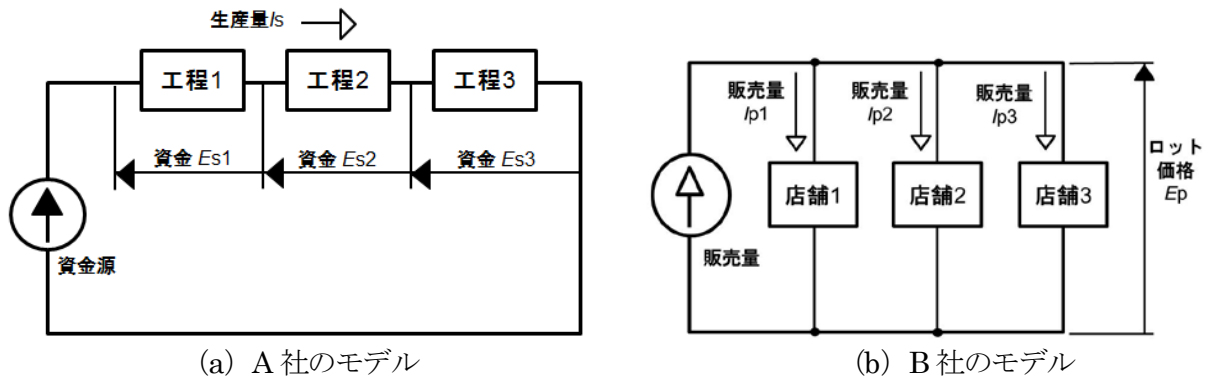 生産量Is
工程1
工程2
工程3
資金 Es1
資金 Es2
資金 Es3
資金源
(a) A社のモデル
販売量
Ip1
販売量
Ip2
販売量
Ip3
店舗1
店舗2
店舗3
ロット
価格
Ep
販売量
(b) B社のモデル